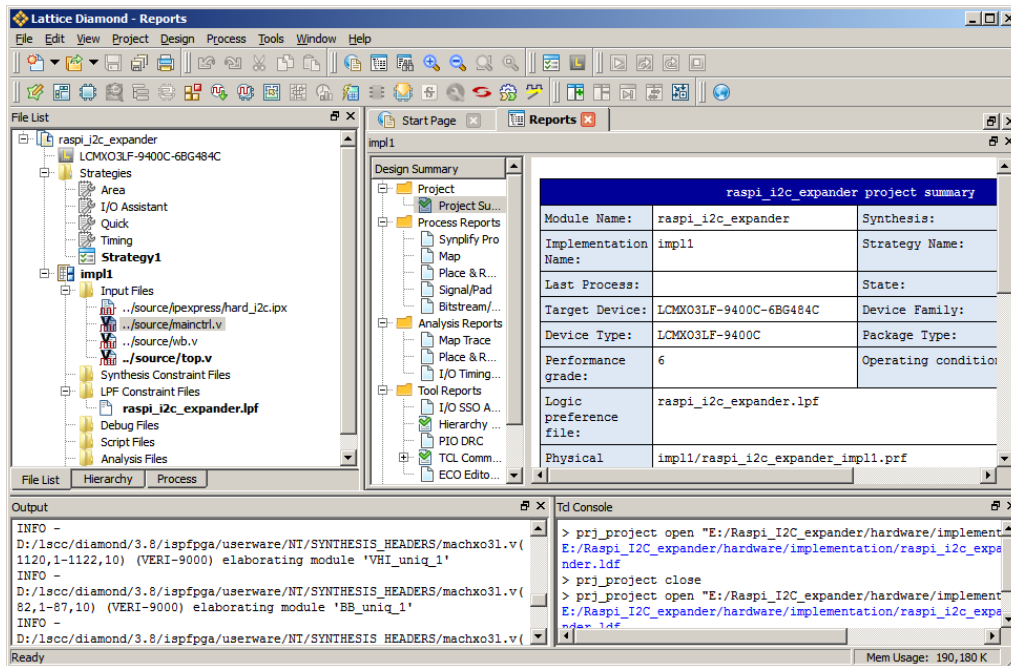 Lattice Diamond - Reports
File Edit View Project Design Process Tools Window Help
File List
raspi_i2c_expander
LCMXO3LF-9400C-6BG484C
Strategies
Area
I/O Assistant
Quick
Timing
Strategy1
impl1
Input Files
../source/ipexpress/hard_i2c.ipx
../source/mainctrl.v
../source/wb.v
../source/top.v
Synthesis Constraint Files
LPF Constraint Files
raspi_i2c_expander.lpf
Debug Files
Script Files
Analysis Files
File List Hierarchy Process
Start Page Reports
impl1
Design Summary
Project
Project Su...
Process Reports
Synplify Pro
Map
Place & R...
Signal/Pad
Bitstream/...
Analysis Reports
Map Trace
Place & R...
I/O Timing...
Tool Reports
I/O SSO A...
Hierarchy ...
PIO DRC
TCL Comm...
ECO Edito...
raspi_i2c_expander project summary
Module Name: raspi_i2c_expander Synthesis:
Implementation Name: impl1 Strategy Name:
Last Process: State:
Target Device: LCMXO3LF-9400C-6BG484C Device Family:
Device Type: LCMXO3LF-9400C Package Type:
Performance grade: 6 Operating condition
Logic preference file: raspi_i2c_expander.lpf
Physical impl1/raspi_i2c_expander_impl1.prf
Output
INFO -
D:/lscc/diamond/3.8/ispfpga/userware/NT/SYNTHESIS_HEADERS/machxo3l.v(
1120,1-1122,10) (VERI-9000) elaborating module 'VHI_uniq_1'
INFO -
D:/lscc/diamond/3.8/ispfpga/userware/NT/SYNTHESIS_HEADERS/machxo3l.v(
82,1-87,10) (VERI-9000) elaborating module 'BB_uniq_1'
INFO -
D:/lscc/diamond/3.8/ispfpga/userware/NT/SYNTHESIS_HEADERS/machxo3l.v(
Tcl Console
> prj_project open "E:/Raspi_I2C_expander/hardware/implement
E:/Raspi_I2C_expander/hardware/implementation/raspi_i2c_expa
nder.ldf
> prj_project close
> prj_project open "E:/Raspi_I2C_expander/hardware/implement
E:/Raspi_I2C_expander/hardware/implementation/raspi_i2c_expa
nder.ldf
Ready
Mem Usage: 190,180 K